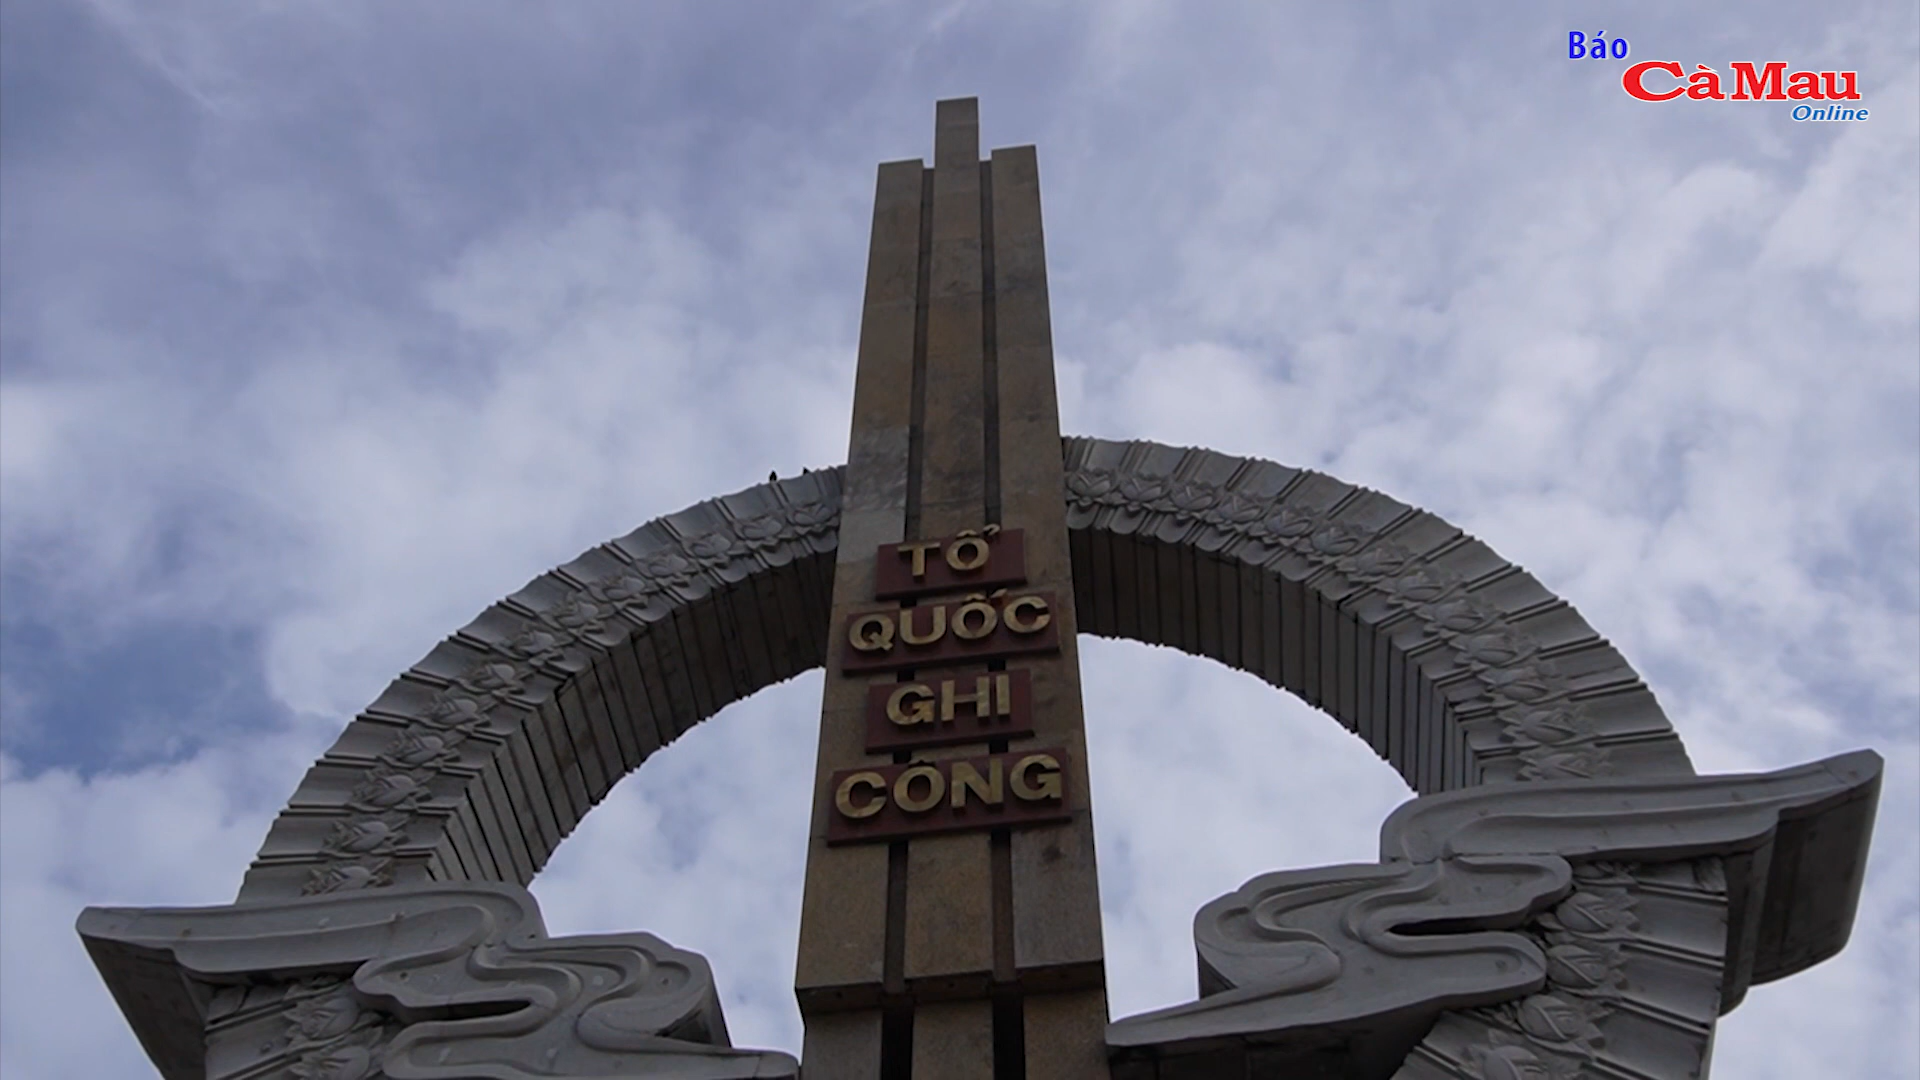 Báo
Cà Mau
Online
TỔ
QUỐC
GHI
CÔNG